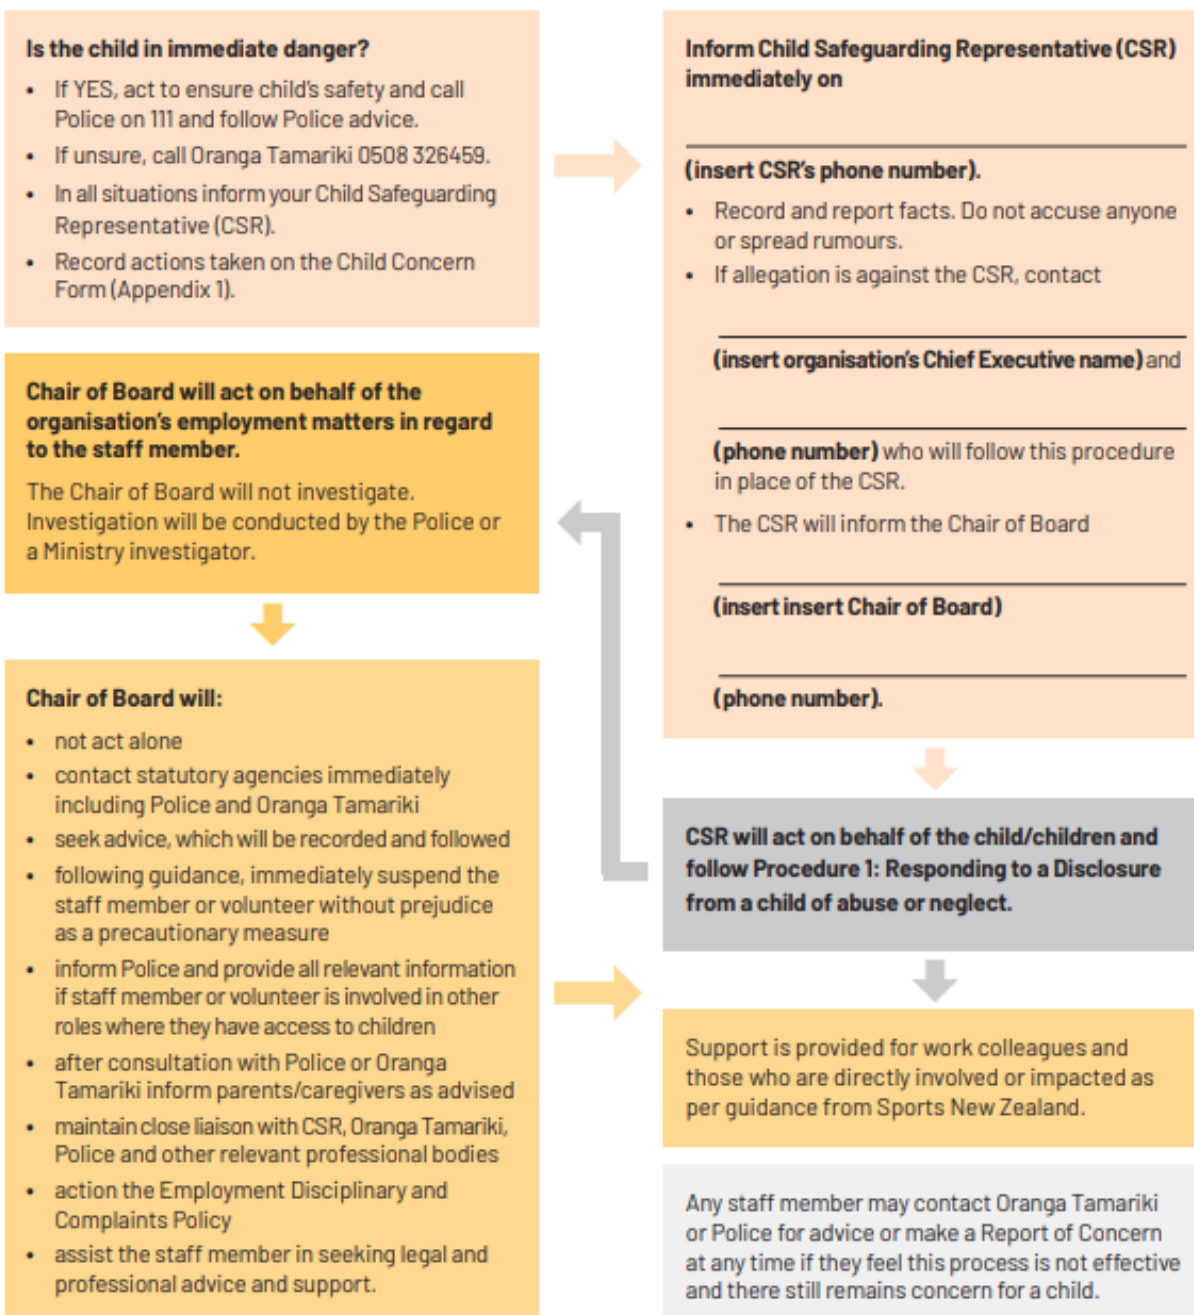 Is the child in immediate danger?
• If YES, act to ensure child's safety and call
Police on 111 and follow Police advice.
• If unsure, call Oranga Tamariki 0508 326459.
• In all situations inform your Child Safeguarding
Representative (CSR).
• Record actions taken on the Child Concern
Form (Appendix 1).
Inform Child Safeguarding Representative (CSR)
immediately on
(insert CSR's phone number).
• Record and report facts. Do not accuse anyone
or spread rumours.
• If allegation is against the CSR, contact
(insert organisation's Chief Executive name) and
(phone number) who will follow this procedure
in place of the CSR.
• The CSR will inform the Chair of Board
(insert insert Chair of Board)
(phone number).
CSR will act on behalf of the child/children and
follow Procedure 1: Responding to a Disclosure
from a child of abuse or neglect.
Chair of Board will act on behalf of the
organisation's employment matters in regard
to the staff member.
The Chair of Board will not investigate.
Investigation will be conducted by the Police or
a Ministry investigator.
Chair of Board will:
• not act alone
• contact statutory agencies immediately
including Police and Oranga Tamariki
• seek advice, which will be recorded and followed
• following guidance, immediately suspend the
staff member or volunteer without prejudice
as a precautionary measure
• inform Police and provide all relevant information
if staff member or volunteer is involved in other
roles where they have access to children
• after consultation with Police or Oranga
Tamariki inform parents/caregivers as advised
• maintain close liaison with CSR, Oranga Tamariki,
Police and other relevant professional bodies
• action the Employment Disciplinary and
Complaints Policy
• assist the staff member in seeking legal and
professional advice and support.
Support is provided for work colleagues and
those who are directly involved or impacted as
per guidance from Sports New Zealand.
Any staff member may contact Oranga Tamariki
or Police for advice or make a Report of Concern
at any time if they feel this process is not effective
and there still remains concern for a child.